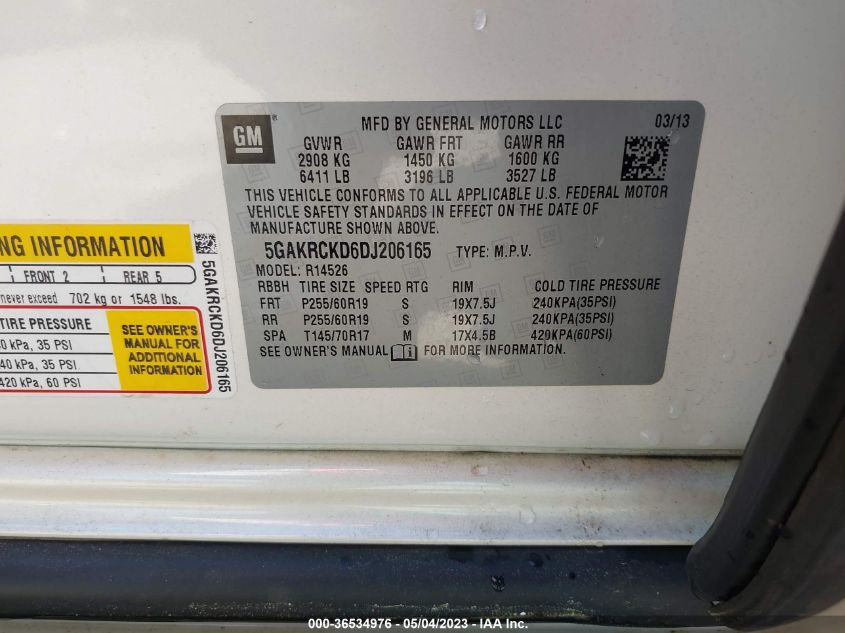 GM
MFD BY GENERAL MOTORS LLC 03/13
GVWR GAWR FRT GAWR RR
2908 KG 1450 KG 1600 KG
6411 LB 3196 LB 3527 LB
THIS VEHICLE CONFORMS TO ALL APPLICABLE U.S. FEDERAL MOTOR
VEHICLE SAFETY STANDARDS IN EFFECT ON THE DATE OF
MANUFACTURE SHOWN ABOVE.
5GAKRCKD6DJ206165 TYPE: M.P.V.
MODEL: R14526
RBBH TIRE SIZE SPEED RTG RIM COLD TIRE PRESSURE
FRT P255/60R19 S 19X7.5J 240KPA(35PSI)
RR P255/60R19 S 19X7.5J 240KPA(35PSI)
SPA T145/70R17 M 17X4.5B 420KPA(60PSI)
SEE OWNER'S MANUAL i FOR MORE INFORMATION.
NG INFORMATION
FRONT 2 REAR 5
never exceed 702 kg or 1548 lbs.
TIRE PRESSURE
0 kPa, 35 PSI
40 kPa, 35 PSI
420 kPa, 60 PSI
SEE OWNER'S
MANUAL FOR
ADDITIONAL
INFORMATION
5GAKRCKD6DJ206165
000-36534976 - 05/04/2023 - IAA Inc.